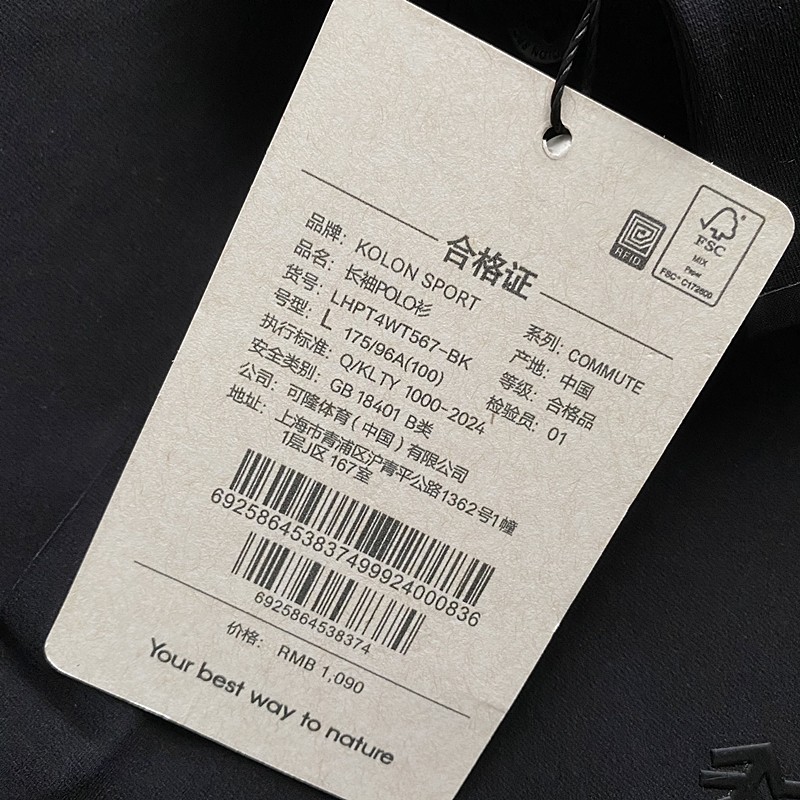 合格证
RFID
FSC
MIX
Paper
FSC® C172600
品牌: KOLON SPORT
品名: 长袖POLO衫
货号: LHPT4WT567-BK
号型: L 175/96A(100)
执行标准: Q/KLTY 1000-2024
安全类别: GB 18401 B类
公司: 可隆体育(中国)有限公司
地址: 上海市青浦区沪青平公路1362号1幢
1层J区 167室
系列: COMMUTE
产地: 中国
等级: 合格品
检验员: 01
692586453837499924000836
6925864538374
价格: RMB 1,090
Your best way to nature